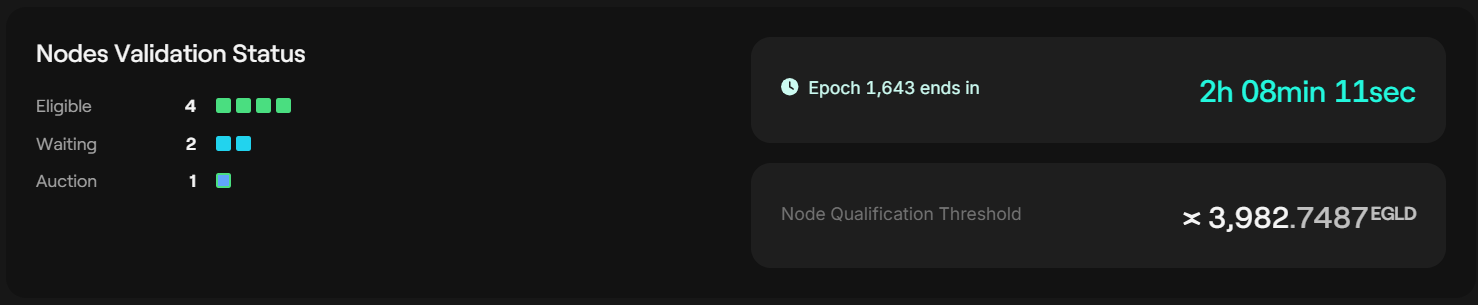 Nodes Validation Status
Eligible 4
Waiting 2
Auction 1
Epoch 1,643 ends in 2h 08min 11sec
Node Qualification Threshold 3,982.7487 EGLD